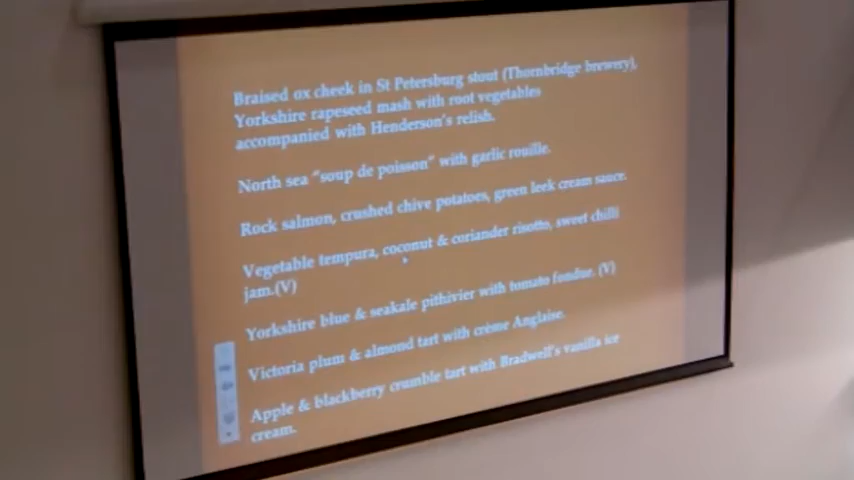 Braised ox cheek in St Petersburg stout (Thornbridge brewery),
Yorkshire rapeseed mash with root vegetables
accompanied with Henderson's relish.
North sea "soup de poisson" with garlic rouille.
Rock salmon, crushed chive potatoes, green leek cream sauce.
Vegetable tempura, coconut & coriander risotto, sweet chilli
jam.(V)
Yorkshire blue & seakale pithivier with tomato fondue. (V)
Victoria plum & almond tart with crème Anglaise.
Apple & blackberry crumble tart with Bradwell's vanilla ice
cream.